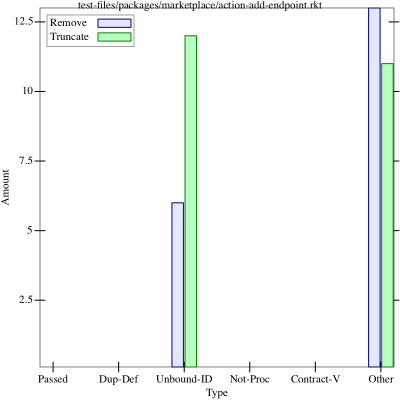 test-files/packages/marketplace/action-add-endpoint.rkt
Remove
Truncate
12.5
10
7.5
5
2.5
Amount
Passed Dup-Def Unbound-ID Not-Proc Contract-V Other
Type